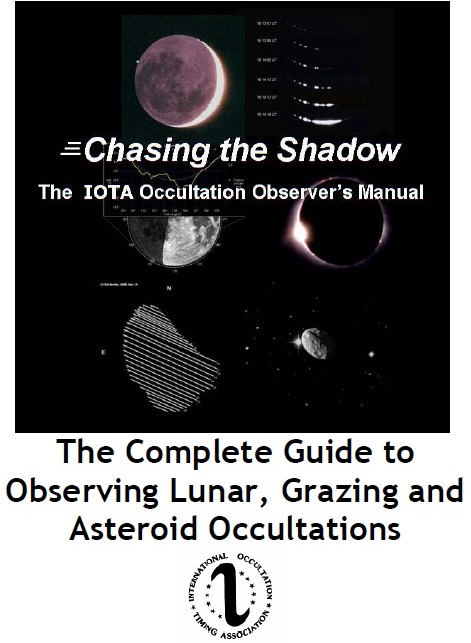 Chasing the Shadow
The IOTA Occultation Observer's Manual
N
E
The Complete Guide to
Observing Lunar, Grazing and
Asteroid Occultations
INTERNATIONAL OCCULTATION
TIMING ASSOCIATION